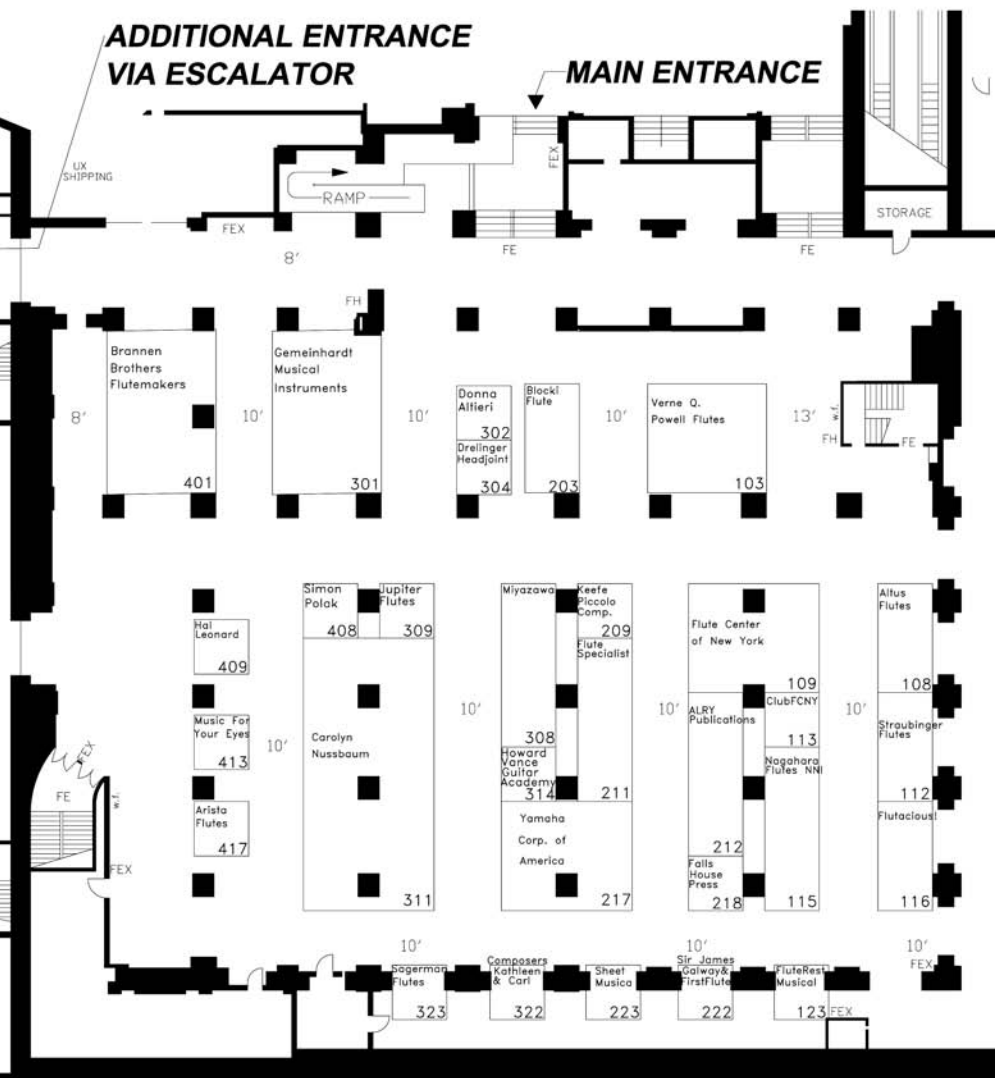 ADDITIONAL ENTRANCE
VIA ESCALATOR
MAIN ENTRANCE
UX
SHIPPING
RAMP
FEX
FEX
STORAGE
FE
FE
8'
FH
Brannen
Brothers
Flutemakers
401
Gemeinhardt
Musical
Instruments
301
Donna
Altieri
302
Drelinger
Headjoint
304
Blocki
Flute
203
Verne Q.
Powell Flutes
103
8'
10'
10'
10'
13'
w.f.
FH
FE
Simon
Polak
408
Jupiter
Flutes
309
Miyazawa
308
Keefe
Piccolo
Comp.
209
Flute
Specialist
211
Flute Center
of New York
109
Altus
Flutes
108
Hal
Leonard
409
Music For
Your Eyes
413
Arista
Flutes
417
10'
Carolyn
Nussbaum
311
10'
Howard
Vance
Guitar
Academy
314
Yamaha
Corp. of
America
217
10'
ALRY
Publications
212
ClubFCNY
113
Nagahara
Flutes NNI
115
Falls
House
Press
218
10'
Straubinger
Flutes
112
Flutacious!
116
FEX
FE
w.f.
FEX
10'
10'
10'
FEX
Sagerman
Flutes
323
Composers
Kathleen
& Carl
322
Sheet
Musica
223
Sir James
Galway&
FirstFlute
222
FluteRest
Musical
123
FEX